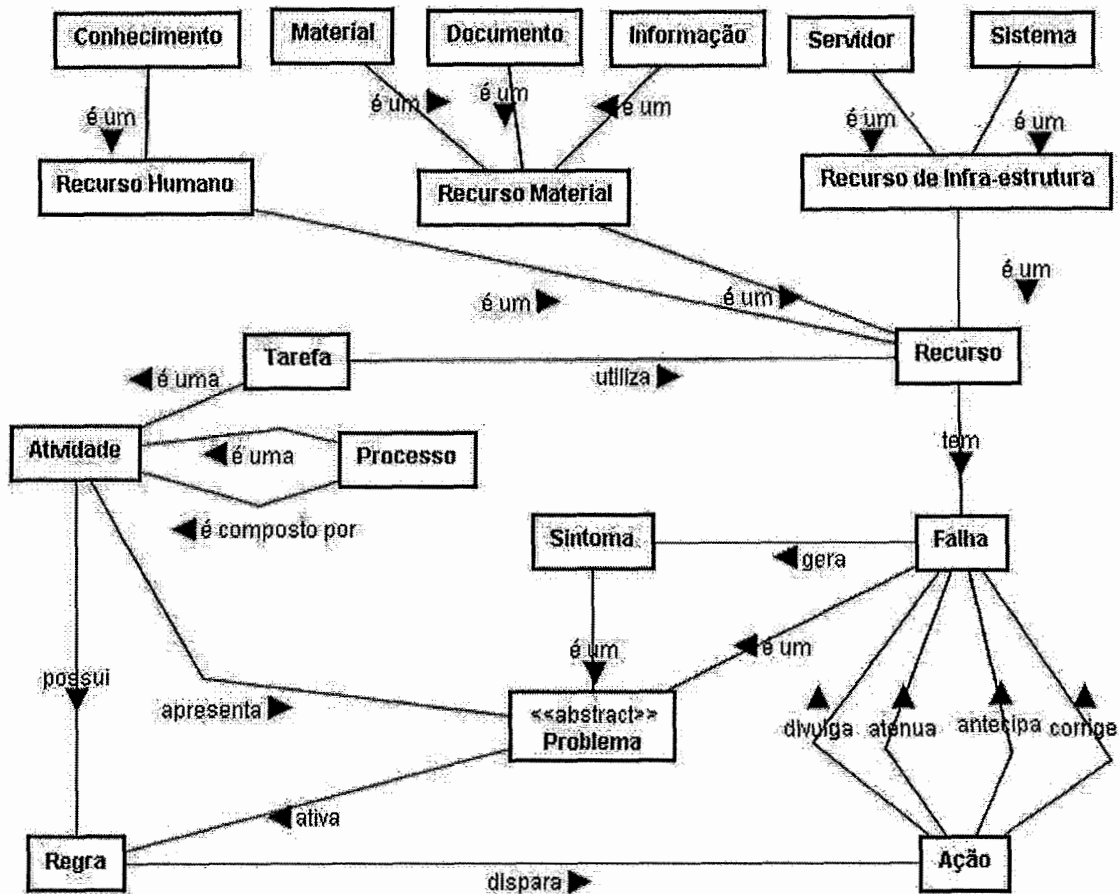 Conhecimento
Material
Documento
Informação
Servidor
Sistema
é um
é um
é um
é um
é um
é um
Recurso Humano
Recurso Material
Recurso de Infra-estrutura
é um
é um
é um
Tarefa
Recurso
é uma
utiliza
Atividade
é uma
Processo
tem
é composto por
Sintoma
Falha
gera
é um
é um
possui
apresenta
<<abstract>>
Problema
divulga
atenua
antecipa
corrige
ativa
Regra
Ação
dispara